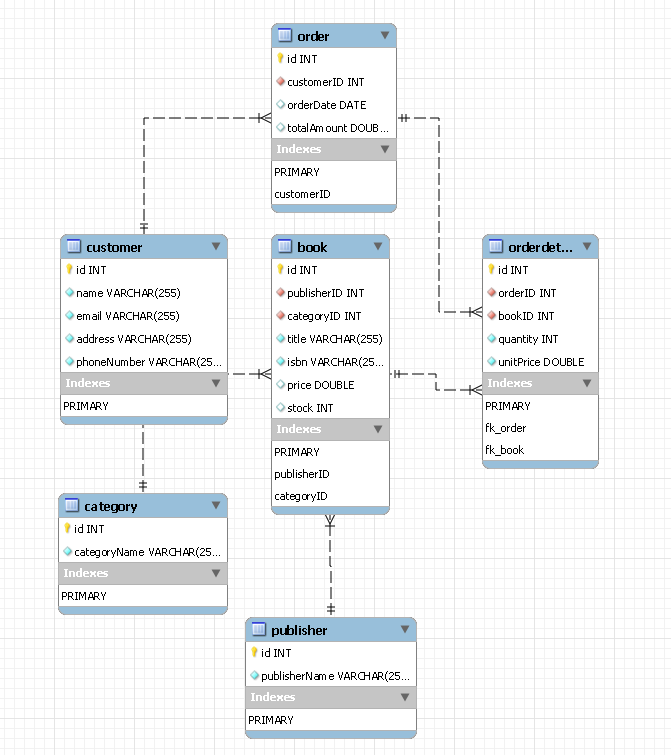 order
id INT
customerID INT
orderDate DATE
totalAmount DOUB...
Indexes
PRIMARY
customerID
customer
id INT
name VARCHAR(255)
email VARCHAR(255)
address VARCHAR(255)
phoneNumber VARCHAR(25...
Indexes
PRIMARY
book
id INT
publisherID INT
categoryID INT
title VARCHAR(255)
isbn VARCHAR(25...
price DOUBLE
stock INT
Indexes
PRIMARY
publisherID
categoryID
orderdet...
id INT
orderID INT
bookID INT
quantity INT
unitPrice DOUBLE
Indexes
PRIMARY
fk_order
fk_book
category
id INT
categoryName VARCHAR(25...
Indexes
PRIMARY
publisher
id INT
publisherName VARCHAR(25...
Indexes
PRIMARY